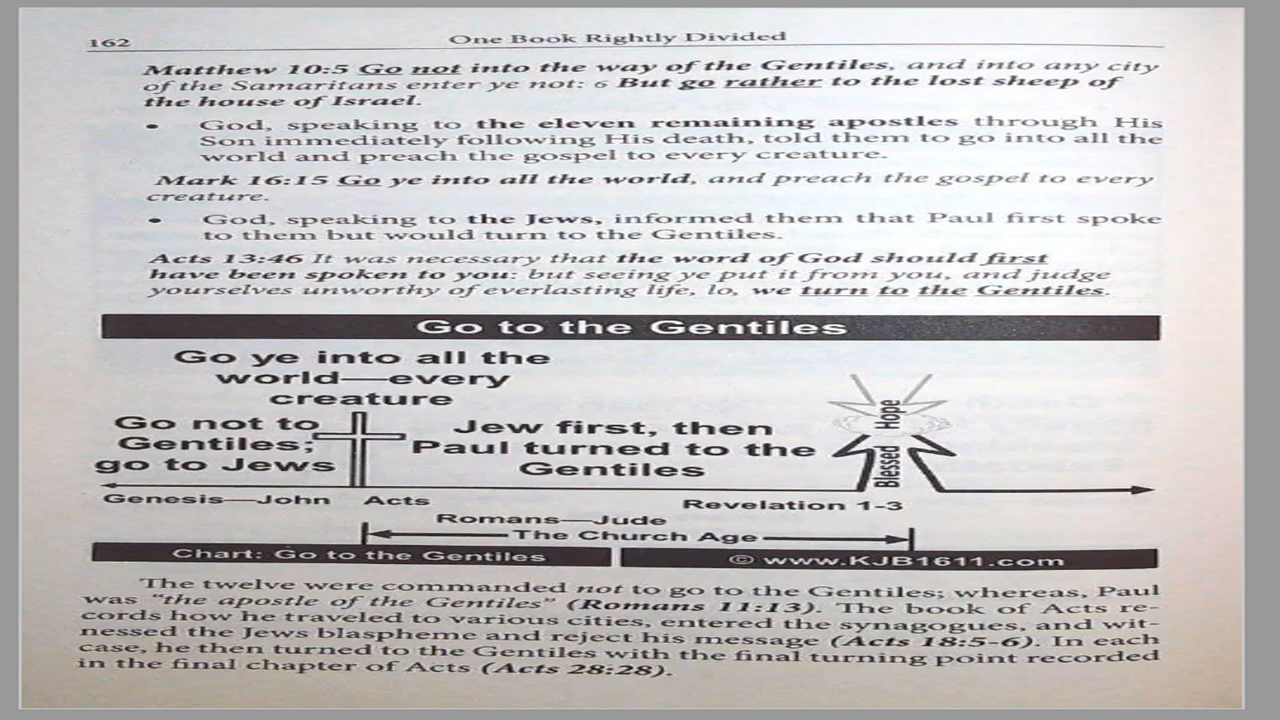 162
One Book Rightly Divided
Matthew 10:5 Go not into the way of the Gentiles, and into any city
of the Samaritans enter ye not: 6 But go rather to the lost sheep of
the house of Israel.
• God, speaking to the eleven remaining apostles through His
Son immediately following His death, told them to go into all the
world and preach the gospel to every creature.
Mark 16:15 Go ye into all the world, and preach the gospel to every
creature.
• God, speaking to the Jews, informed them that Paul first spoke
to them but would turn to the Gentiles.
Acts 13:46 It was necessary that the word of God should first
have been spoken to you: but seeing ye put it from you, and judge
yourselves unworthy of everlasting life, lo, we turn to the Gentiles.
Go to the Gentiles
Go ye into all the
world—every
creature
Go not to
Gentiles;
go to Jews
Jew first, then
Paul turned to the
Gentiles
Blessed Hope
Genesis—John
Acts
Revelation 1-3
Romans—Jude
The Church Age
Chart: Go to the Gentiles
© www.KJB1611.com
The twelve were commanded not to go to the Gentiles; whereas, Paul
was "the apostle of the Gentiles" (Romans 11:13). The book of Acts re-
cords how he traveled to various cities, entered the synagogues, and wit-
nessed the Jews blaspheme and reject his message (Acts 18:5-6). In each
case, he then turned to the Gentiles with the final turning point recorded
in the final chapter of Acts (Acts 28:28).